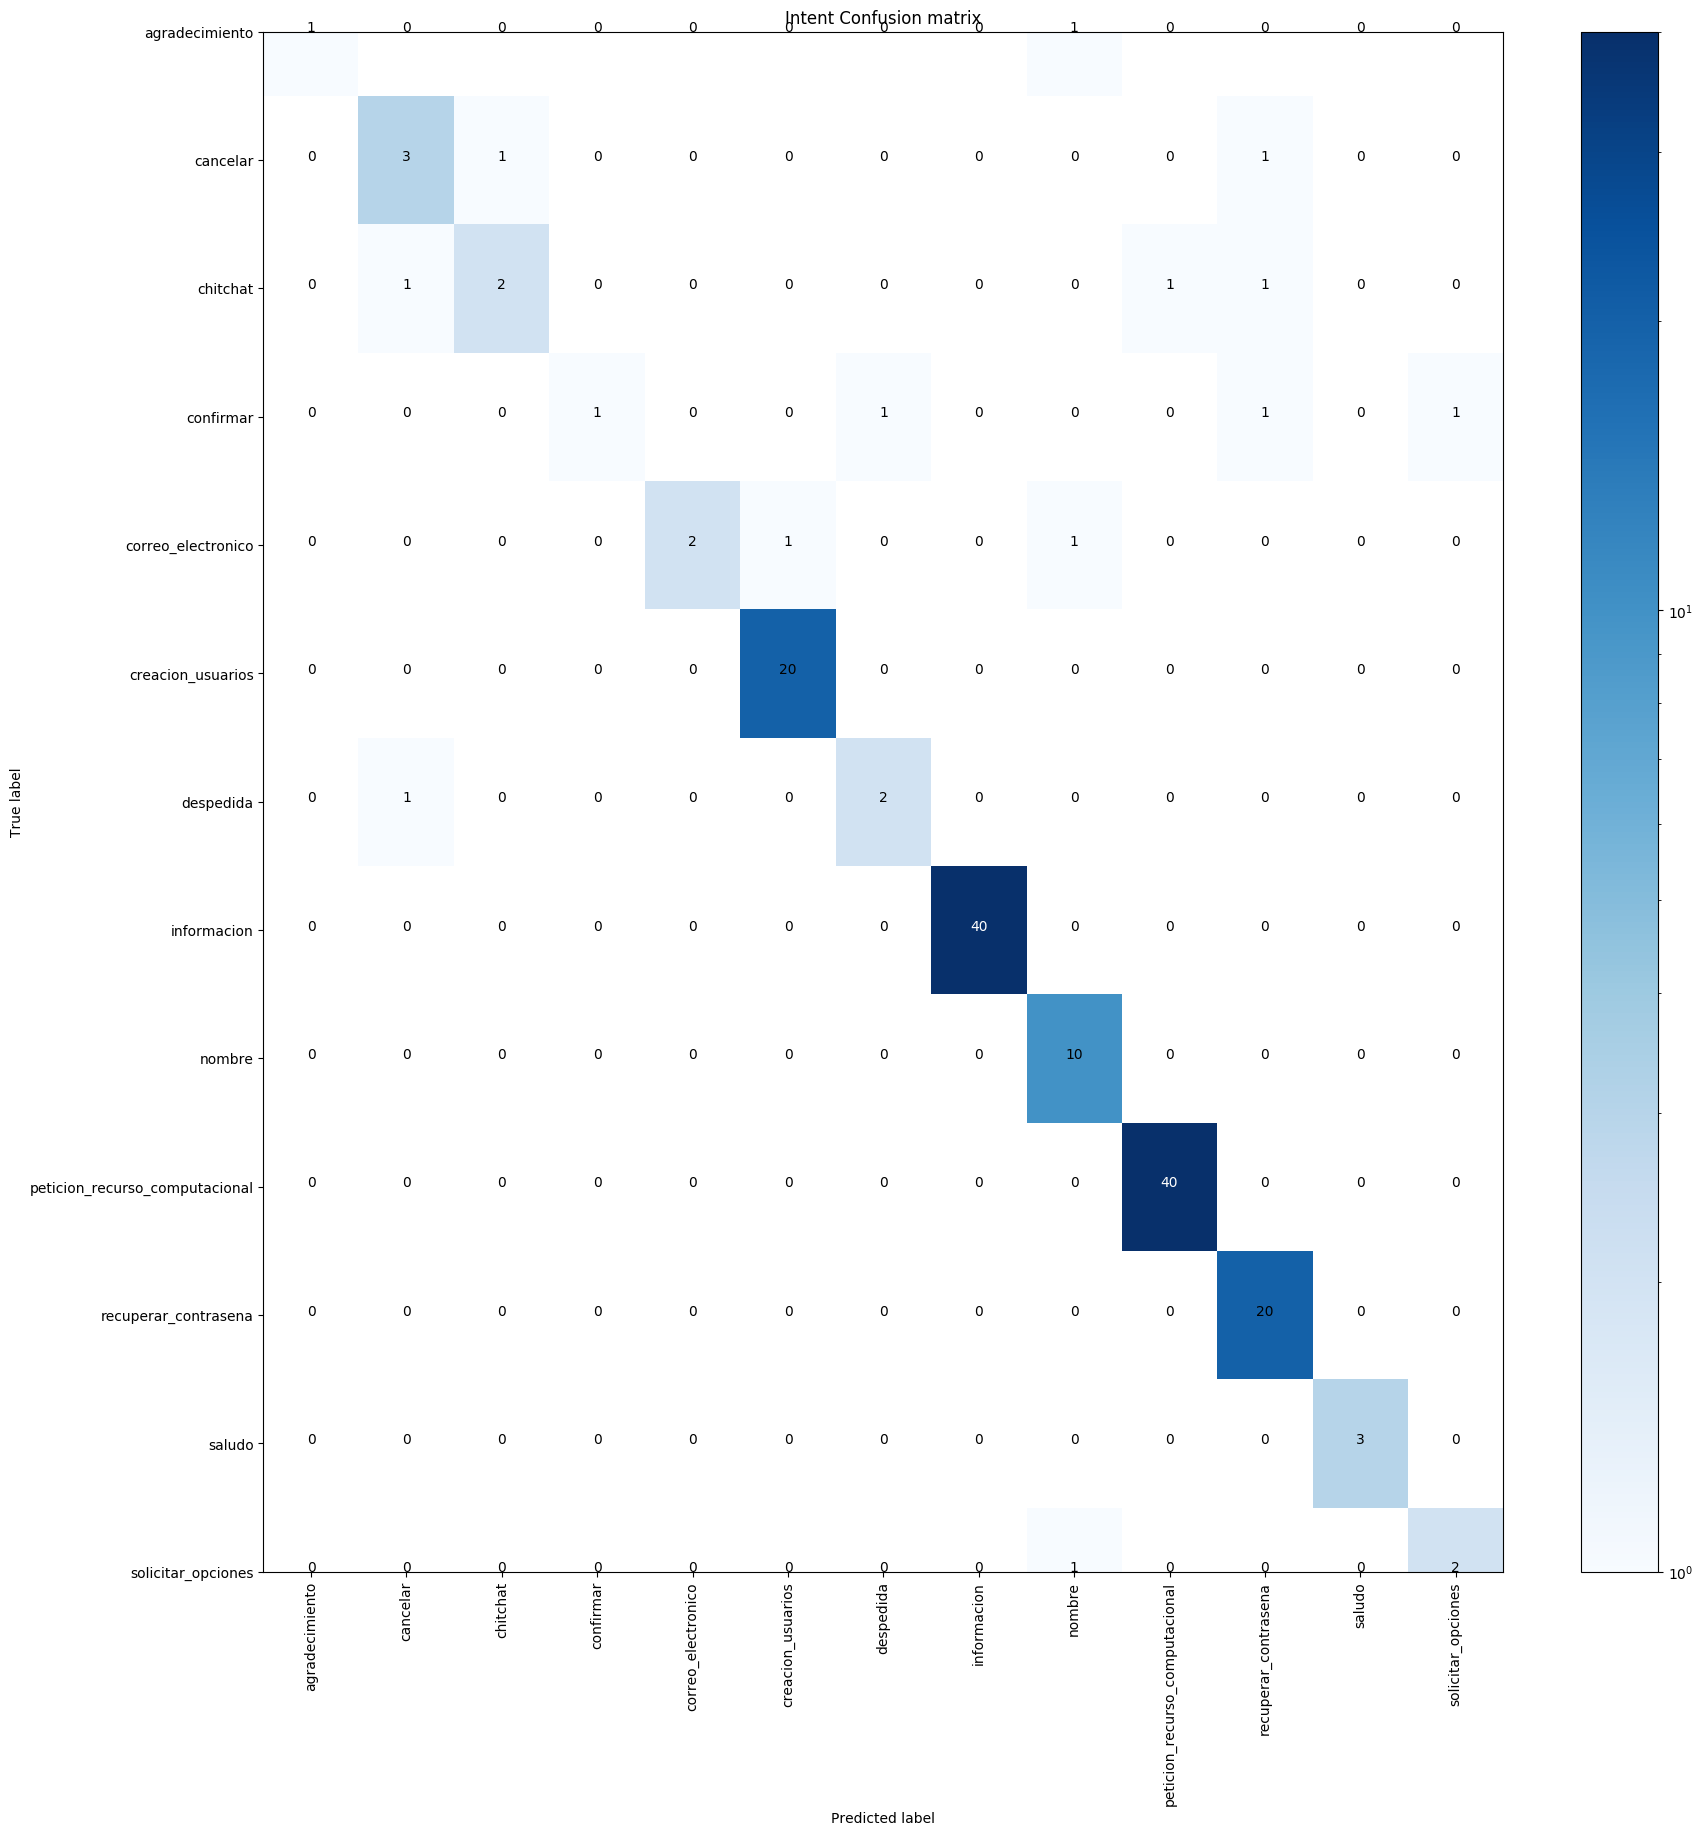 Intent Confusion matrix
agradecimiento 1 0 0 0 0 0 0 0 1 0 0 0 0
cancelar 0 3 1 0 0 0 0 0 0 0 1 0 0
chitchat 0 1 2 0 0 0 0 0 0 1 1 0 0
confirmar 0 0 0 1 0 0 1 0 0 0 1 0 1
correo_electronico 0 0 0 0 2 1 0 0 1 0 0 0 0
creacion_usuarios 0 0 0 0 0 20 0 0 0 0 0 0 0
despedida 0 1 0 0 0 0 2 0 0 0 0 0 0
informacion 0 0 0 0 0 0 0 40 0 0 0 0 0
nombre 0 0 0 0 0 0 0 0 10 0 0 0 0
peticion_recurso_computacional 0 0 0 0 0 0 0 0 0 40 0 0 0
recuperar_contrasena 0 0 0 0 0 0 0 0 0 0 20 0 0
saludo 0 0 0 0 0 0 0 0 0 0 0 3 0
solicitar_opciones 0 0 0 0 0 0 0 0 1 0 0 0 2
True label
agradecimiento
cancelar
chitchat
confirmar
correo_electronico
creacion_usuarios
despedida
informacion
nombre
peticion_recurso_computacional
recuperar_contrasena
saludo
solicitar_opciones
Predicted label
10¹
10⁰